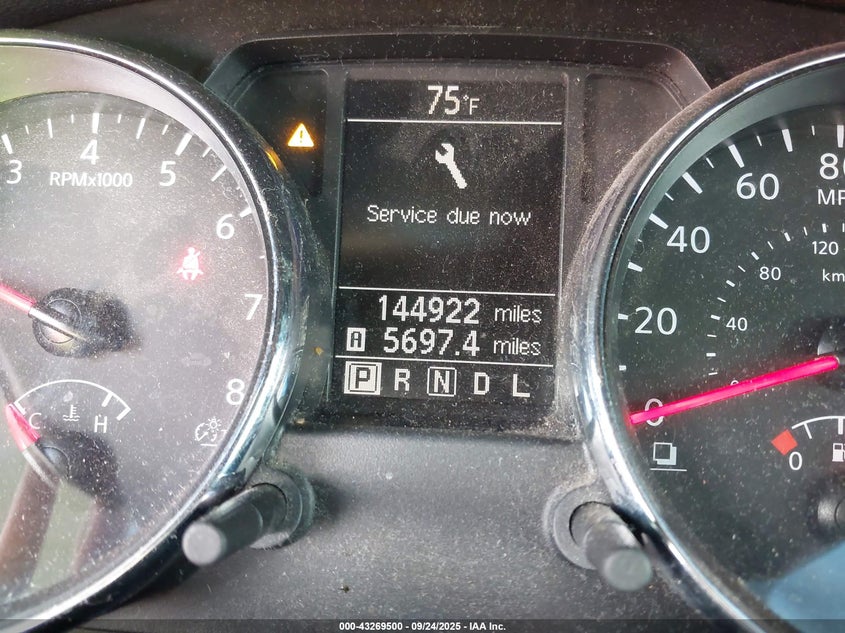 75°F
Service due now
144922 miles
A 5697.4 miles
P R N D L
3 4 5 6 7 8
RPMx1000
C H
0 20 40 60 80
40 80 120
km
0
000-43269500 - 09/24/2025 - IAA Inc.